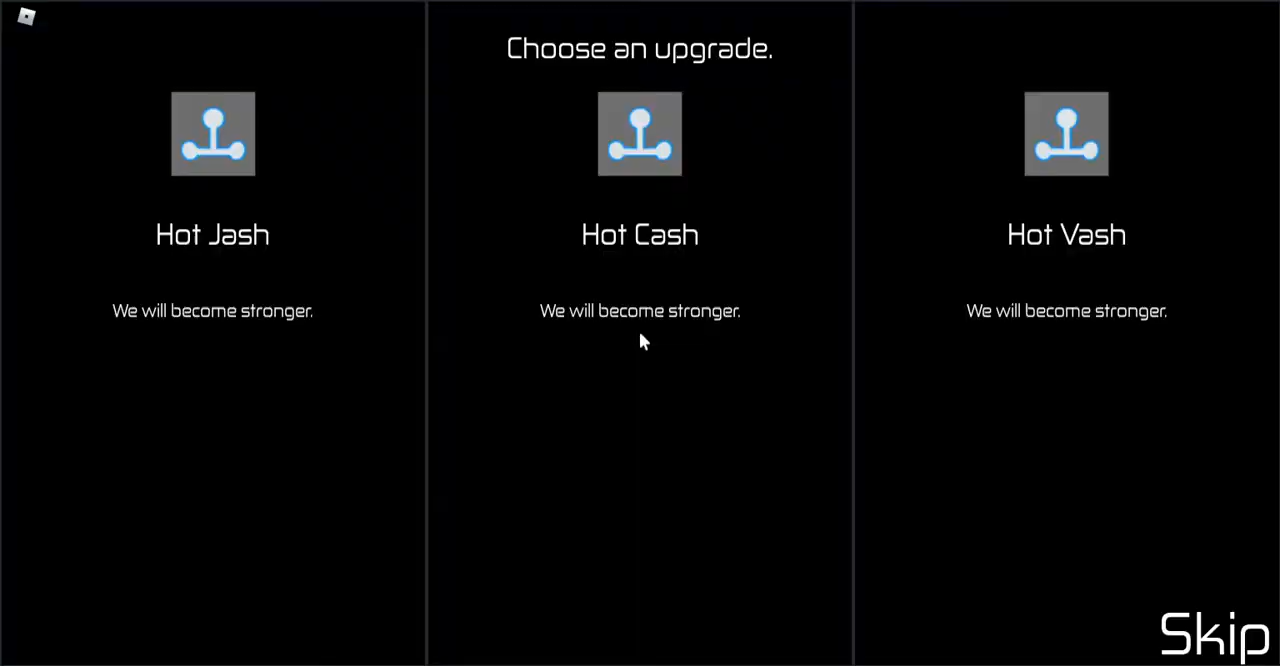 Choose an upgrade.
Hot Jash
We will become stronger.
Hot Cash
We will become stronger.
Hot Vash
We will become stronger.
Skip